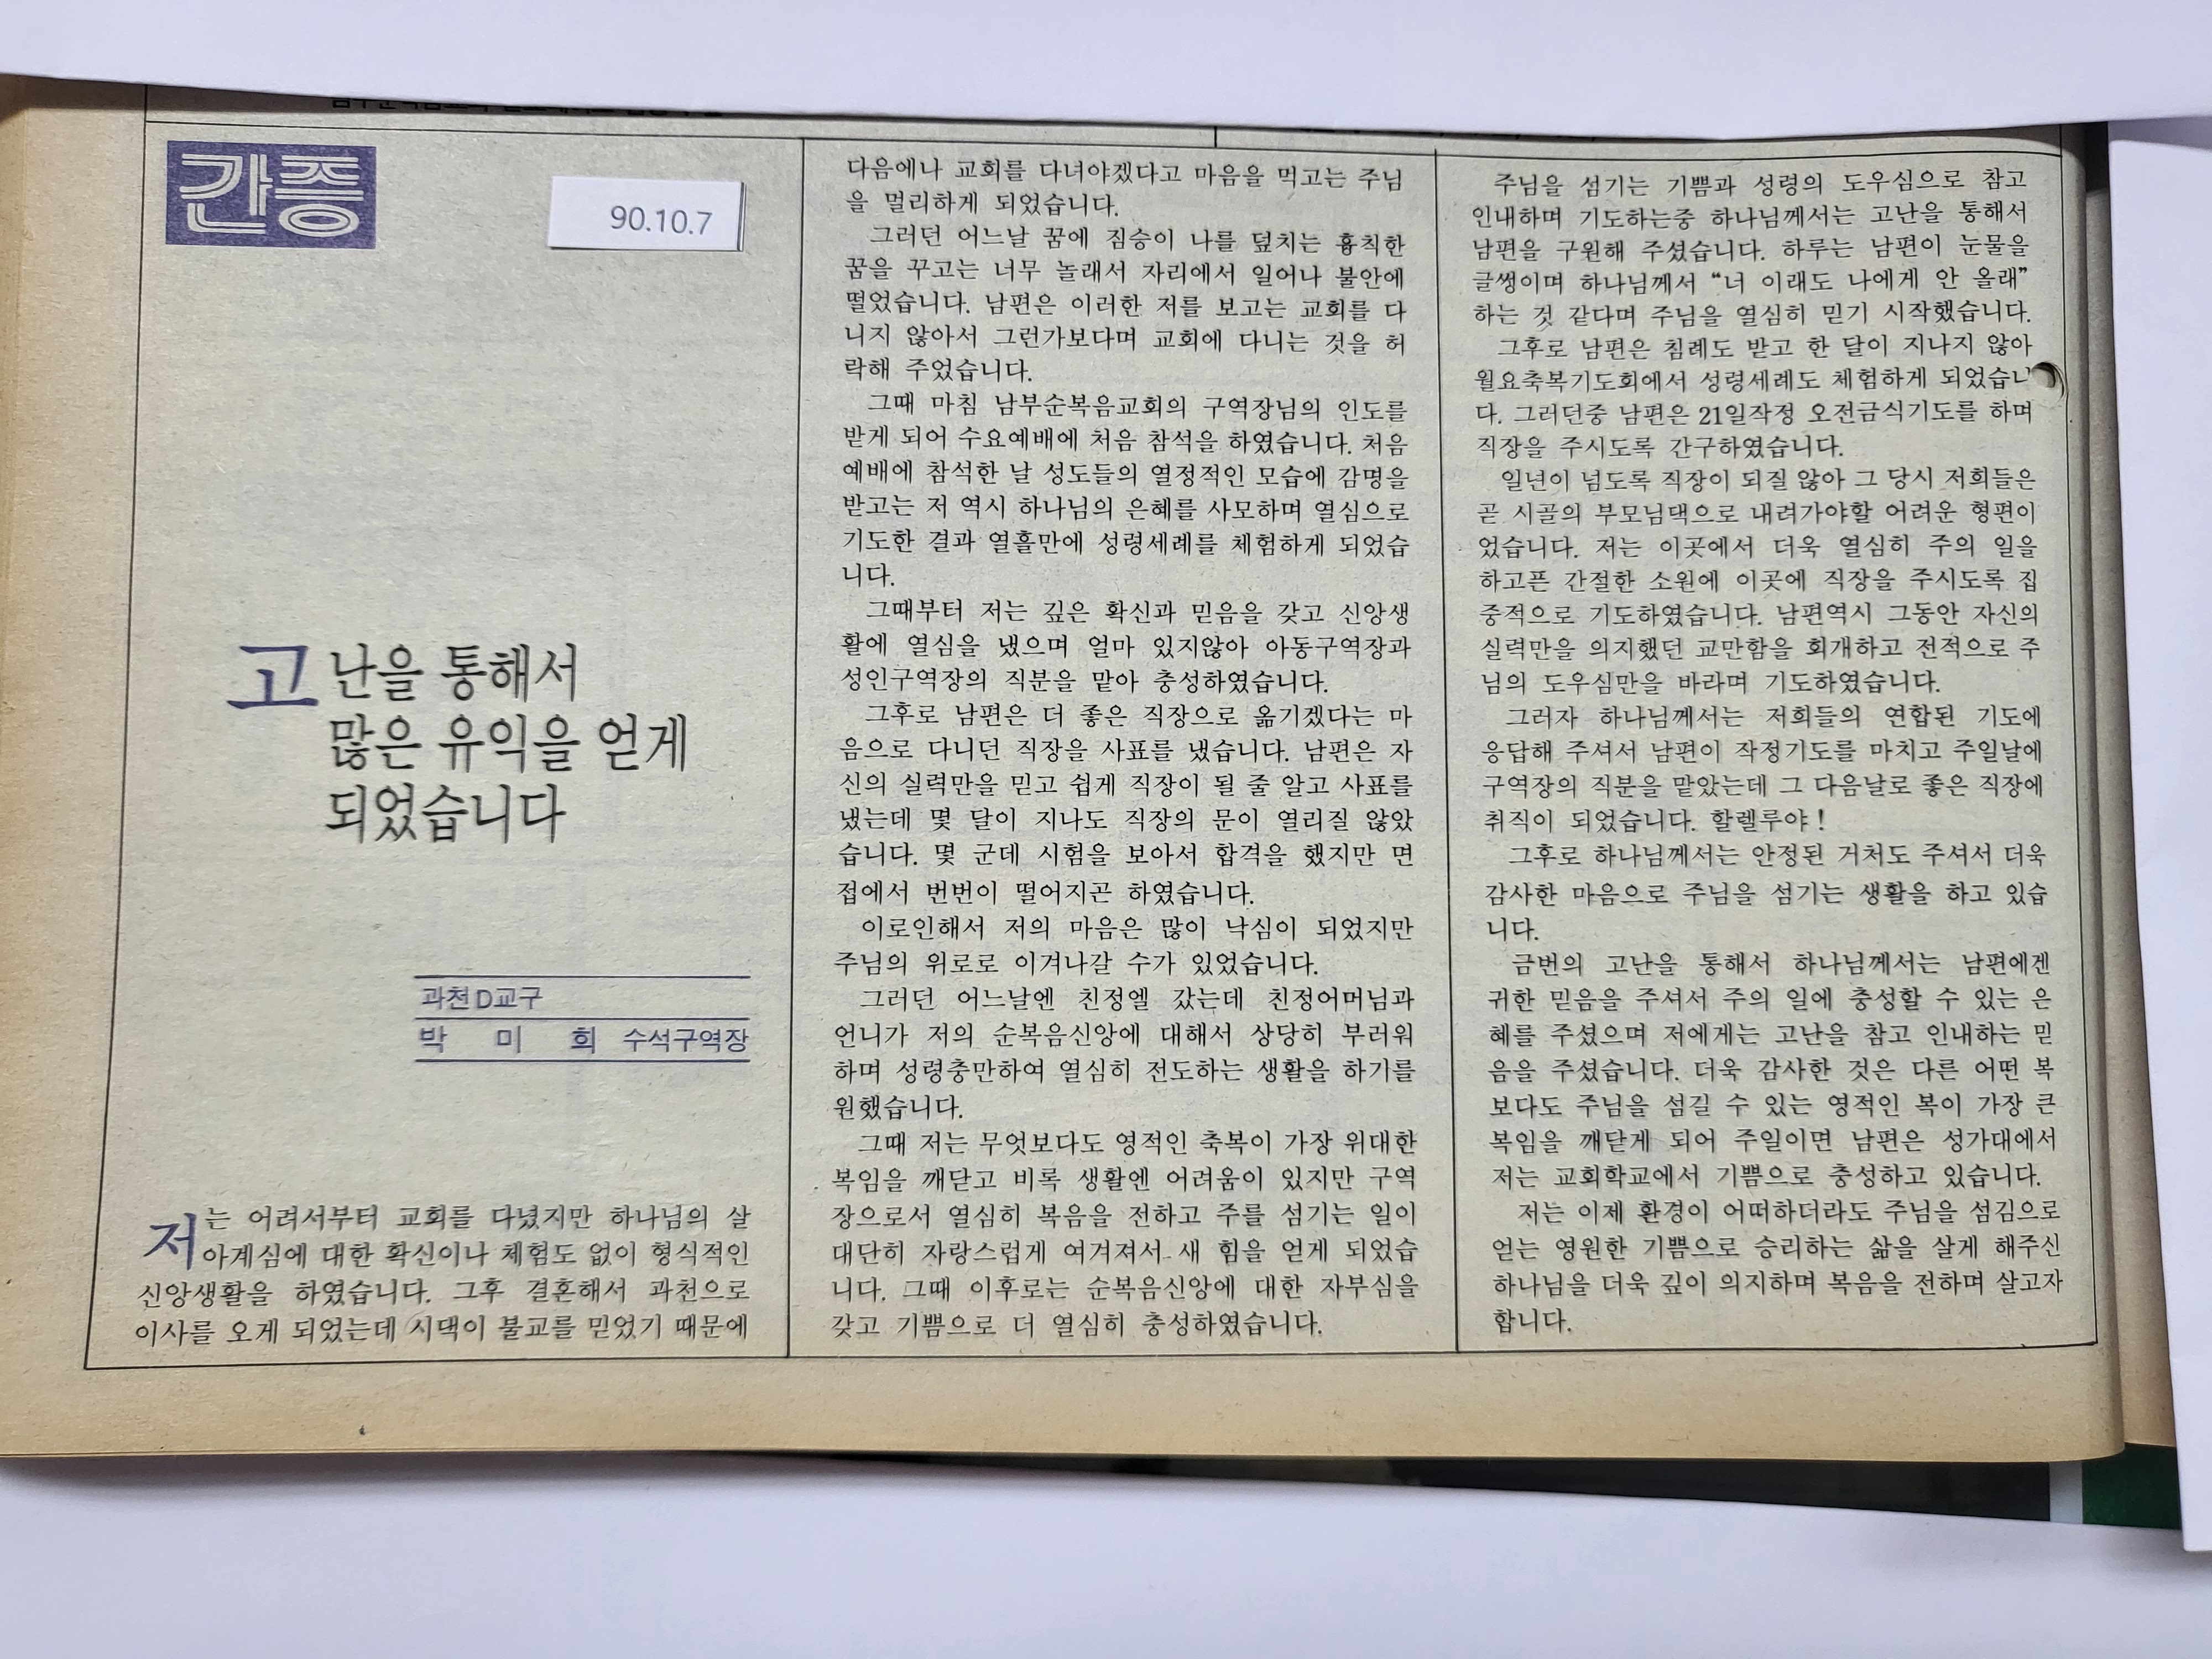 간증
90.10.7
고난을 통해서
많은 유익을 얻게
되었습니다
과천D교구
박 미 희 수석구역장
저는 어려서부터 교회를 다녔지만 하나님의 살
아계심에 대한 확신이나 체험도 없이 형식적인
신앙생활을 하였습니다. 그후 결혼해서 과천으로
이사를 오게 되었는데 시댁이 불교를 믿었기 때문에
다음에나 교회를 다녀야겠다고 마음을 먹고는 주님
을 멀리하게 되었습니다.
그러던 어느날 꿈에 짐승이 나를 덮치는 흉칙한
꿈을 꾸고는 너무 놀래서 자리에서 일어나 불안에
떨었습니다. 남편은 이러한 저를 보고는 교회를 다
니지 않아서 그런가보다며 교회에 다니는 것을 허
락해 주었습니다.
그때 마침 남부순복음교회의 구역장님의 인도를
받게 되어 수요예배에 처음 참석을 하였습니다. 처음
예배에 참석한 날 성도들의 열정적인 모습에 감명을
받고는 저 역시 하나님의 은혜를 사모하며 열심으로
기도한 결과 열흘만에 성령세례를 체험하게 되었습
니다.
그때부터 저는 깊은 확신과 믿음을 갖고 신앙생
활에 열심을 냈으며 얼마 있지않아 아동구역장과
성인구역장의 직분을 맡아 충성하였습니다.
그후로 남편은 더 좋은 직장으로 옮기겠다는 마
음으로 다니던 직장을 사표를 냈습니다. 남편은 자
신의 실력만을 믿고 쉽게 직장이 될 줄 알고 사표를
냈는데 몇 달이 지나도 직장의 문이 열리질 않았
습니다. 몇 군데 시험을 보아서 합격을 했지만 면
접에서 번번이 떨어지곤 하였습니다.
이로인해서 저의 마음은 많이 낙심이 되었지만
주님의 위로로 이겨나갈 수가 있었습니다.
그러던 어느날엔 친정엘 갔는데 친정어머님과
언니가 저의 순복음신앙에 대해서 상당히 부러워
하며 성령충만하여 열심히 전도하는 생활을 하기를
원했습니다.
그때 저는 무엇보다도 영적인 축복이 가장 위대한
복임을 깨닫고 비록 생활엔 어려움이 있지만 구역
장으로서 열심히 복음을 전하고 주를 섬기는 일이
대단히 자랑스럽게 여겨져서 새 힘을 얻게 되었습
니다. 그때 이후로는 순복음신앙에 대한 자부심을
갖고 기쁨으로 더 열심히 충성하였습니다.
주님을 섬기는 기쁨과 성령의 도우심으로 참고
인내하며 기도하는중 하나님께서는 고난을 통해서
남편을 구원해 주셨습니다. 하루는 남편이 눈물을
글썽이며 하나님께서 “너 이래도 나에게 안 올래”
하는 것 같다며 주님을 열심히 믿기 시작했습니다.
그후로 남편은 침례도 받고 한 달이 지나지 않아
월요축복기도회에서 성령세례도 체험하게 되었습니
다. 그러던중 남편은 21일작정 오전금식기도를 하며
직장을 주시도록 간구하였습니다.
일년이 넘도록 직장이 되질 않아 그 당시 저희들은
곧 시골의 부모님댁으로 내려가야할 어려운 형편이
었습니다. 저는 이곳에서 더욱 열심히 주의 일을
하고픈 간절한 소원에 이곳에 직장을 주시도록 집
중적으로 기도하였습니다. 남편역시 그동안 자신의
실력만을 의지했던 교만함을 회개하고 전적으로 주
님의 도우심만을 바라며 기도하였습니다.
그러자 하나님께서는 저희들의 연합된 기도에
응답해 주셔서 남편이 작정기도를 마치고 주일날에
구역장의 직분을 맡았는데 그 다음날로 좋은 직장에
취직이 되었습니다. 할렐루야!
그후로 하나님께서는 안정된 거처도 주셔서 더욱
감사한 마음으로 주님을 섬기는 생활을 하고 있습
니다.
금번의 고난을 통해서 하나님께서는 남편에겐
귀한 믿음을 주셔서 주의 일에 충성할 수 있는 은
혜를 주셨으며 저에게는 고난을 참고 인내하는 믿
음을 주셨습니다. 더욱 감사한 것은 다른 어떤 복
보다도 주님을 섬길 수 있는 영적인 복이 가장 큰
복임을 깨닫게 되어 주일이면 남편은 성가대에서
저는 교회학교에서 기쁨으로 충성하고 있습니다.
저는 이제 환경이 어떠하더라도 주님을 섬김으로
얻는 영원한 기쁨으로 승리하는 삶을 살게 해주신
하나님을 더욱 깊이 의지하며 복음을 전하며 살고자
합니다.